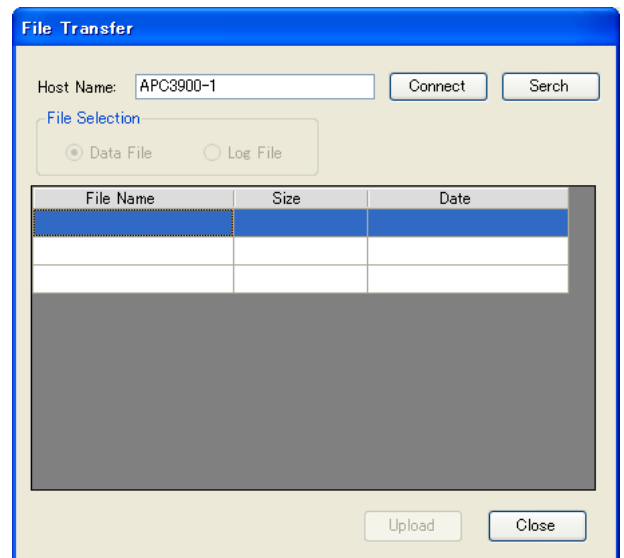 File Transfer
Host Name: APC3900-1 Connect Serch
File Selection
Data File Log File
File Name Size Date
Upload Close